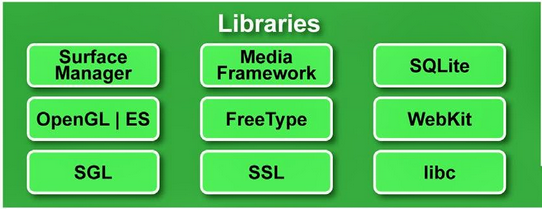 Libraries
Surface
Manager
Media
Framework
SQLite
OpenGL | ES
FreeType
WebKit
SGL
SSL
libc